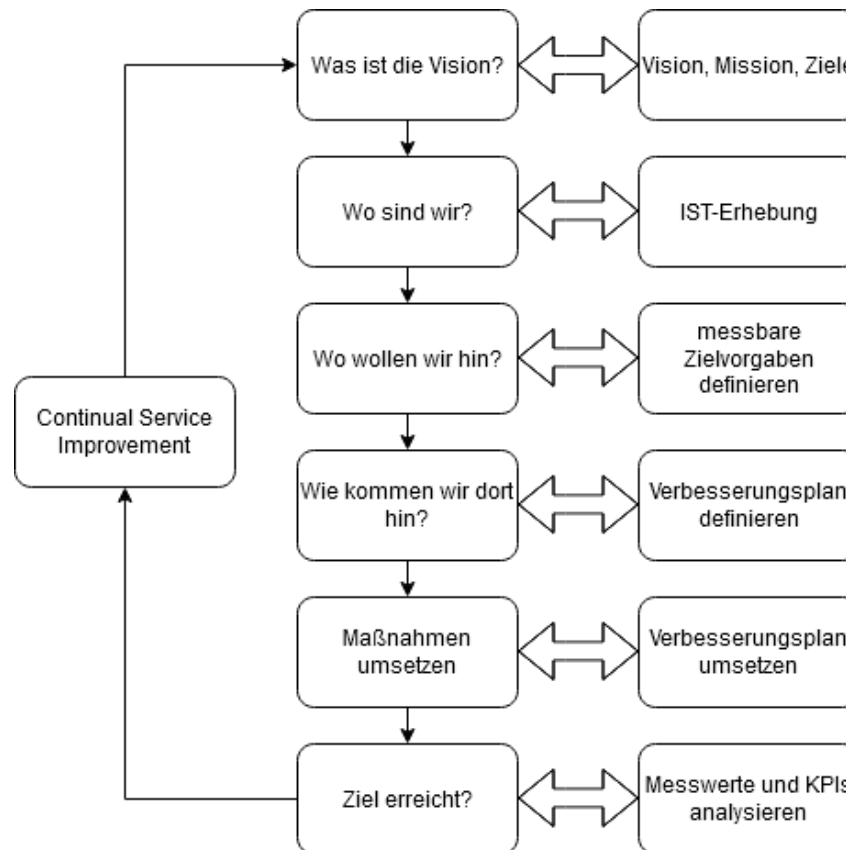 Was ist die Vision?
Vision, Mission, Ziele
Wo sind wir?
IST-Erhebung
Wo wollen wir hin?
messbare
Zielvorgaben
definieren
Continual Service
Improvement
Wie kommen wir dort
hin?
Verbesserungsplan
definieren
Maßnahmen
umsetzen
Verbesserungsplan
umsetzen
Ziel erreicht?
Messwerte und KPIs
analysieren